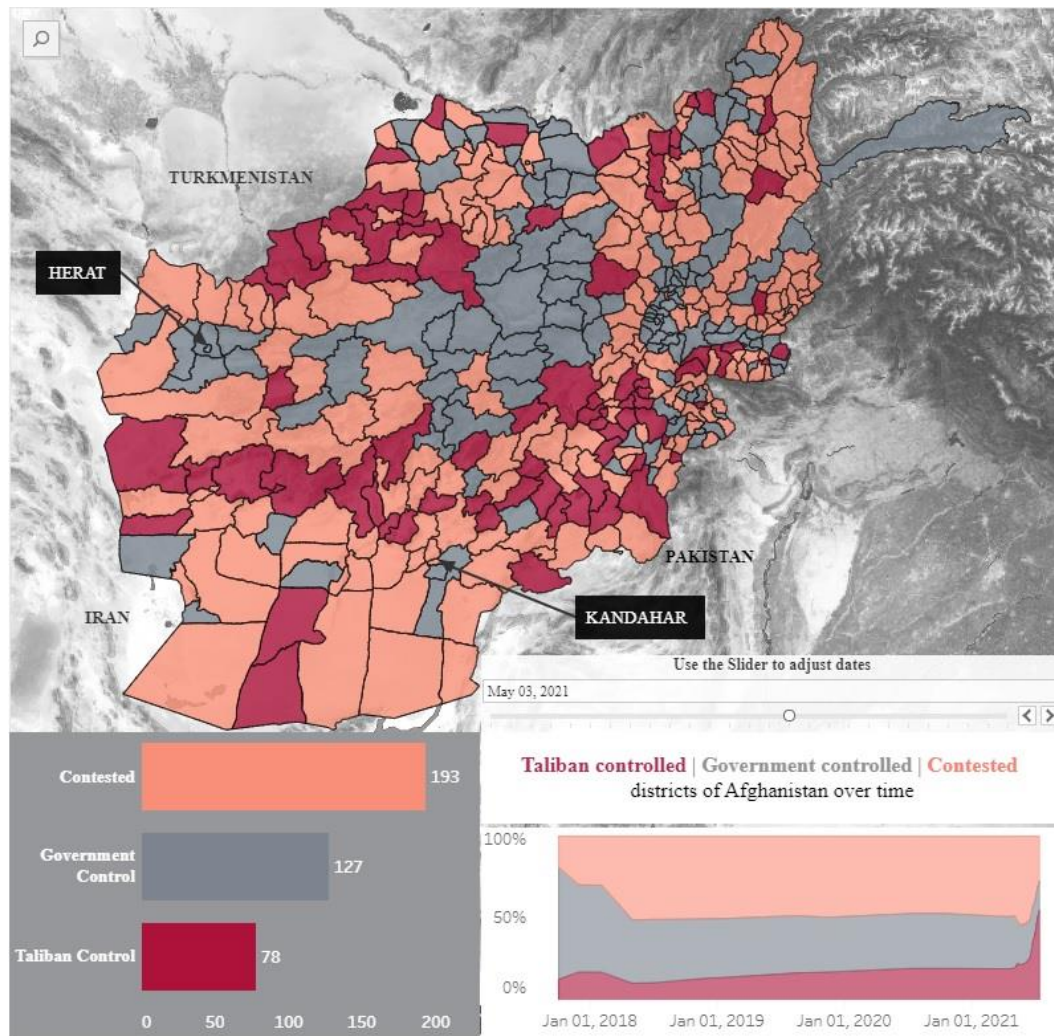 TURKMENISTAN
HERAT
PAKISTAN
IRAN
KANDAHAR
Use the Slider to adjust dates
May 03, 2021
Contested
193
Government
Control
127
Taliban Control
78
0
50
100
150
200
Taliban controlled | Government controlled | Contested
districts of Afghanistan over time
100%
50%
0%
Jan 01, 2018
Jan 01, 2019
Jan 01, 2020
Jan 01, 2021